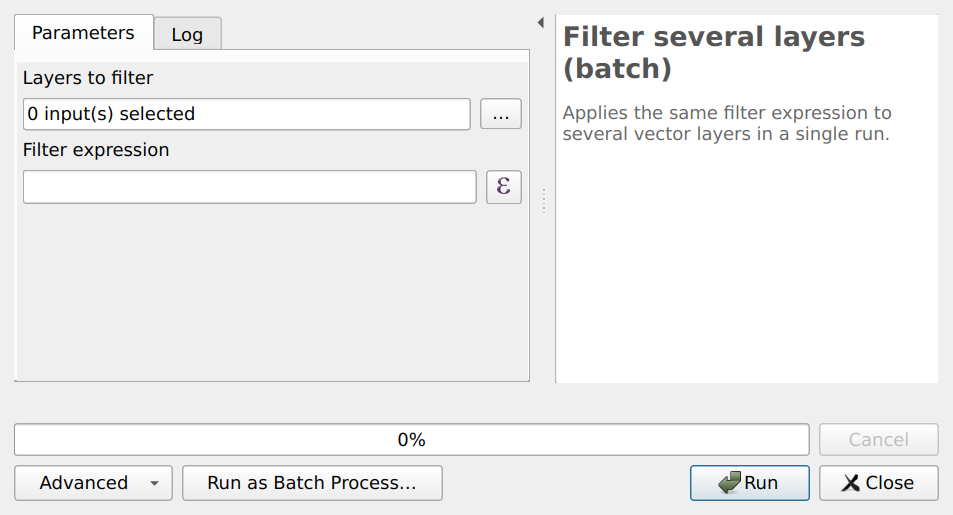 Parameters
Log
Layers to filter
0 input(s) selected
...
Filter expression
ε
Filter several layers
(batch)
Applies the same filter expression to
several vector layers in a single run.
0%
Cancel
Advanced
Run as Batch Process...
Run
Close